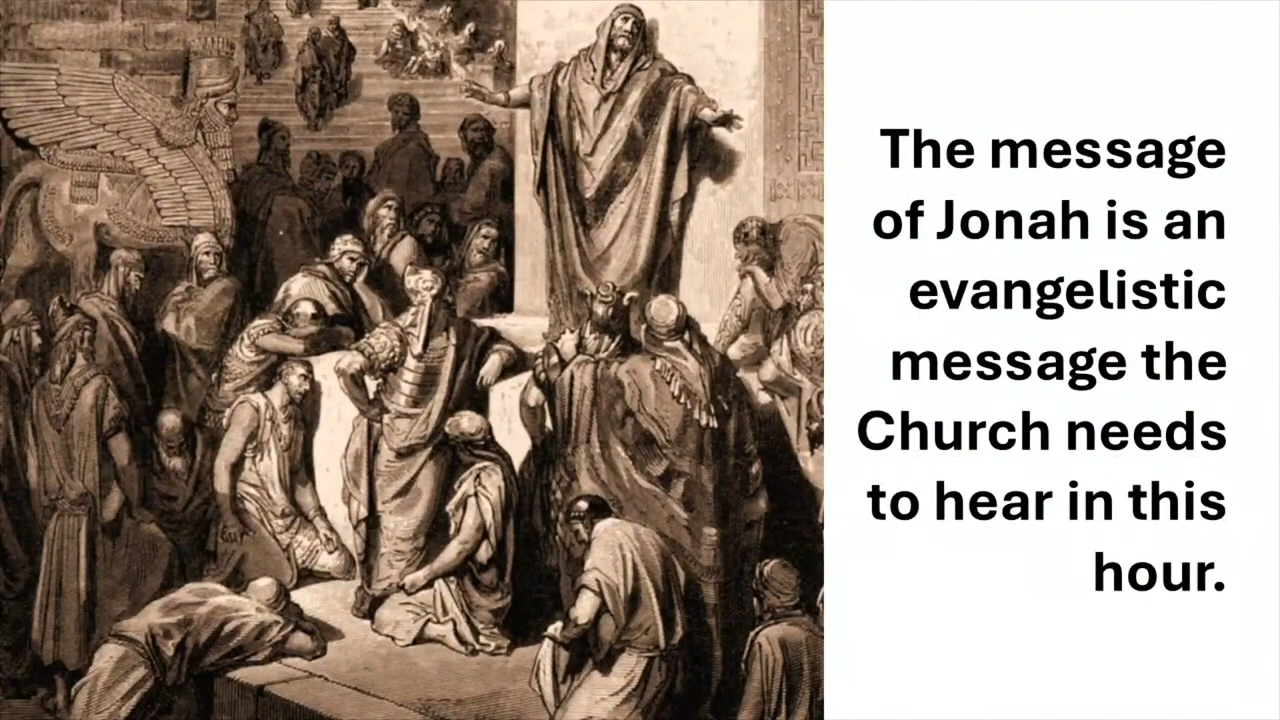 The message
of Jonah is an
evangelistic
message the
Church needs
to hear in this
hour.